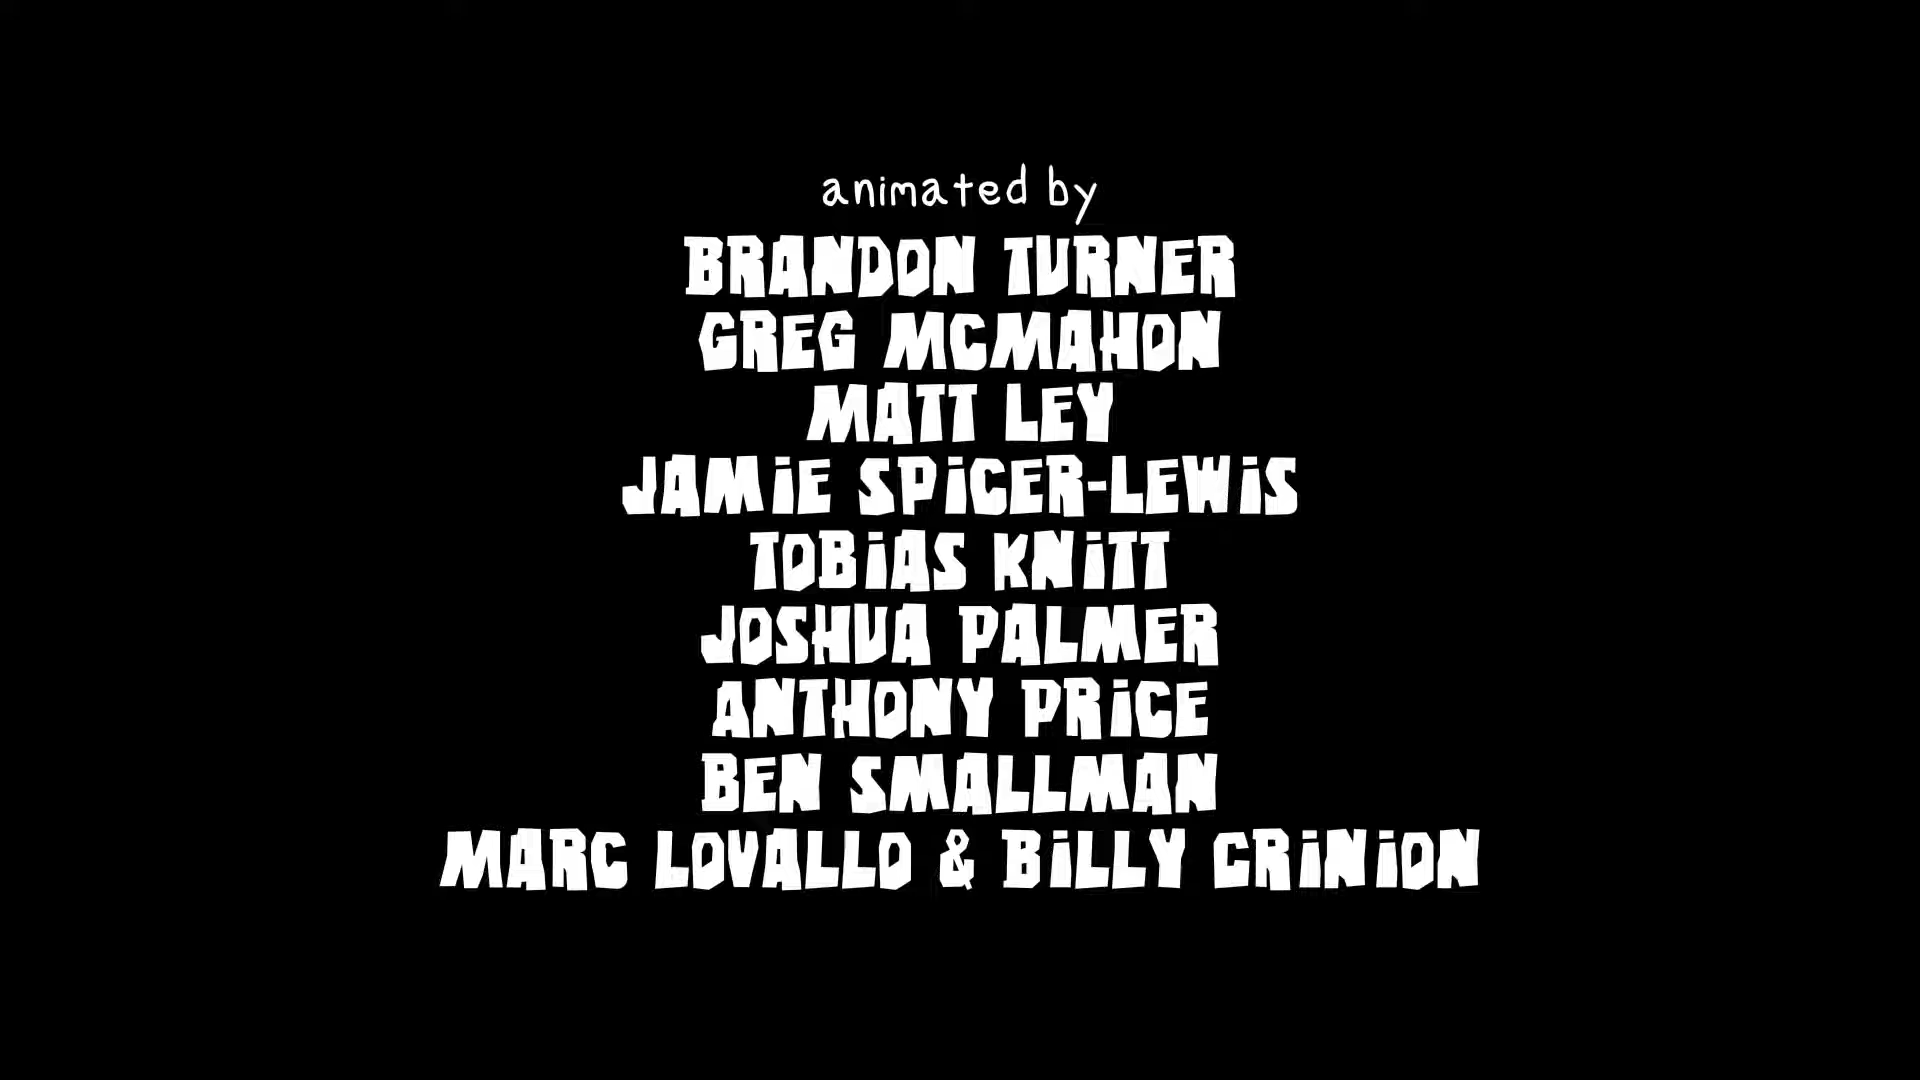 animated by
BRANDON TURNER
GREG MCMAHON
MATT LEY
JAMiE SPiCER-LEWiS
TOBiAS KNiTT
JOSHUA PALMER
ANTHONY PRiCE
BEN SMALLMAN
MARC LOVALLO & BiLLY CRiNiON